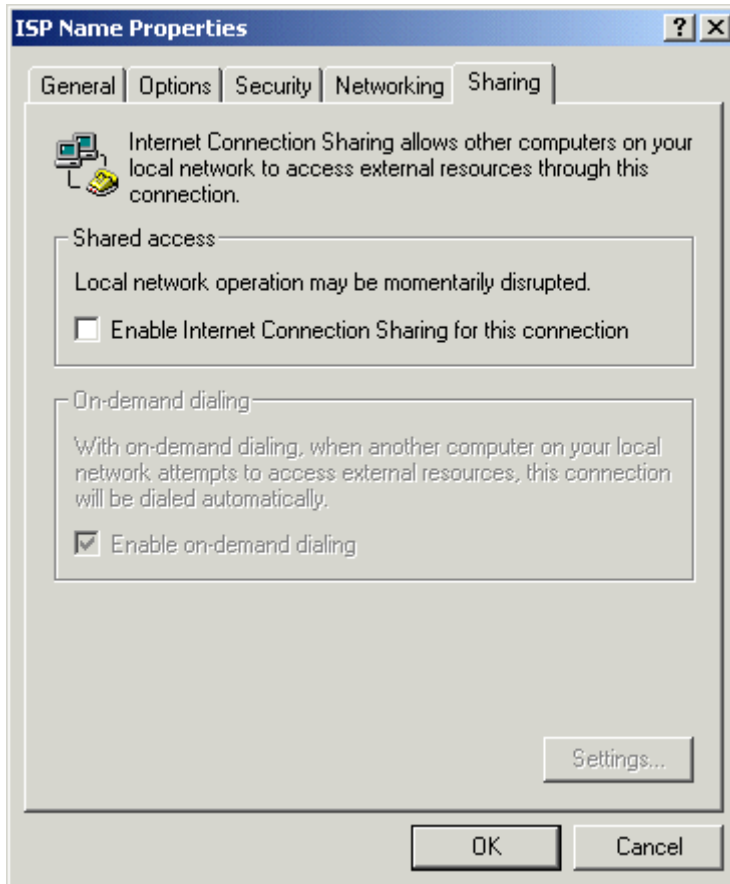 ISP Name Properties
General
Options
Security
Networking
Sharing
Internet Connection Sharing allows other computers on your
local network to access external resources through this
connection.
Shared access
Local network operation may be momentarily disrupted.
Enable Internet Connection Sharing for this connection
On-demand dialing
With on-demand dialing, when another computer on your local
network attempts to access external resources, this connection
will be dialed automatically.
Enable on-demand dialing
Settings...
OK
Cancel